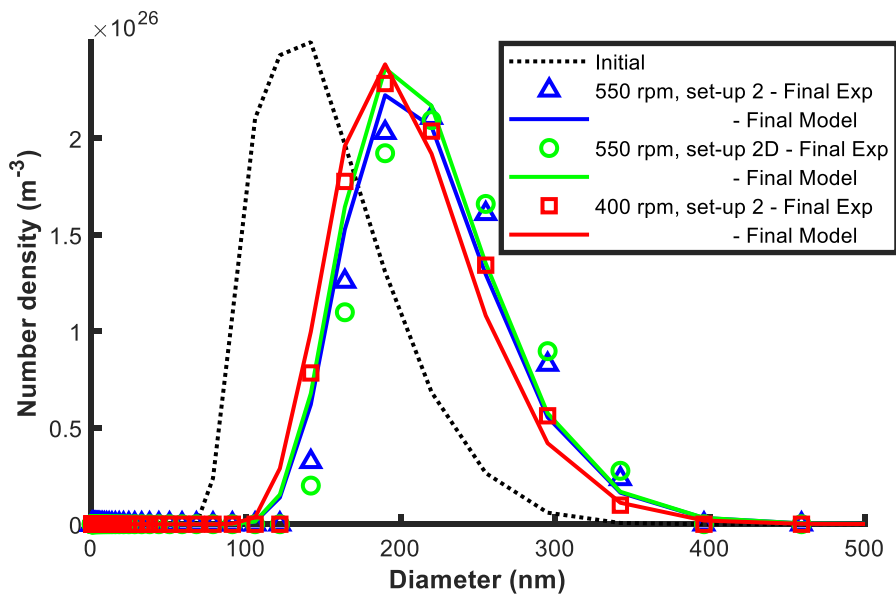 ×10^26
Initial
550 rpm, set-up 2 - Final Exp
- Final Model
550 rpm, set-up 2D - Final Exp
- Final Model
400 rpm, set-up 2 - Final Exp
- Final Model
Number density (m^-3)
2
1.5
1
0.5
0
0 100 200 300 400 500
Diameter (nm)